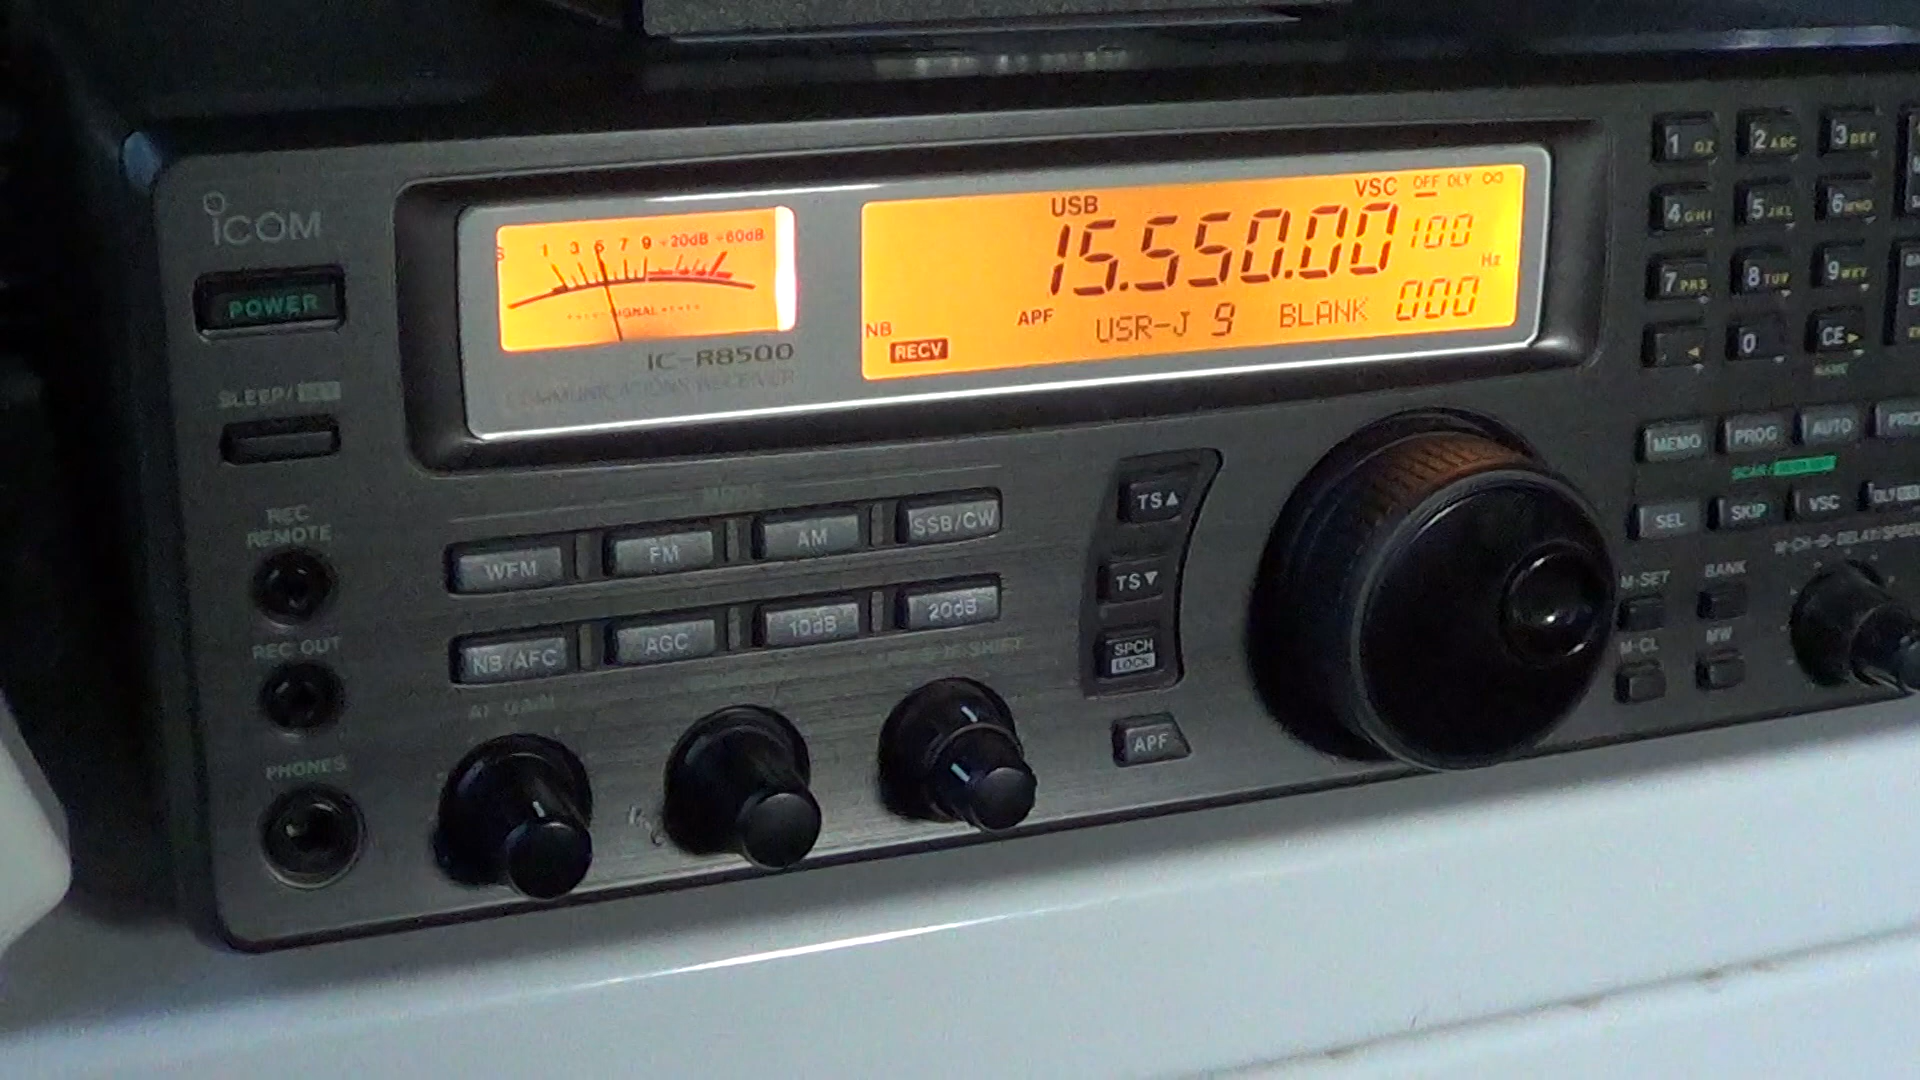 ICOM
POWER
SLEEP/
REC
REMOTE
REC OUT
PHONES
S 1 3 5 7 9 +20dB +60dB
SIGNAL
IC-R8500
COMMUNICATIONS RECEIVER
USB
VSC OFF DLY ∞
15.550.00 100
Hz
NB
RECV
APF
USR-J 9 BLANK 000
MODE
WFM FM AM SSB/CW
NB/AFC AGC 10dB 20dB
AF GAIN
SHIFT
TS▲
TS▼
SPCH
LOCK
APF
1 2 ABC 3 DEF
4 GHI 5 JKL 6 MNO
7 PRS 8 TUV 9 WXY
. ◄ 0 CE ►
NAME
MEMO PROG AUTO
SCAN/
SEL SKIP VSC
M-CH DELAY/SPEED
M-SET BANK
M-CL MW